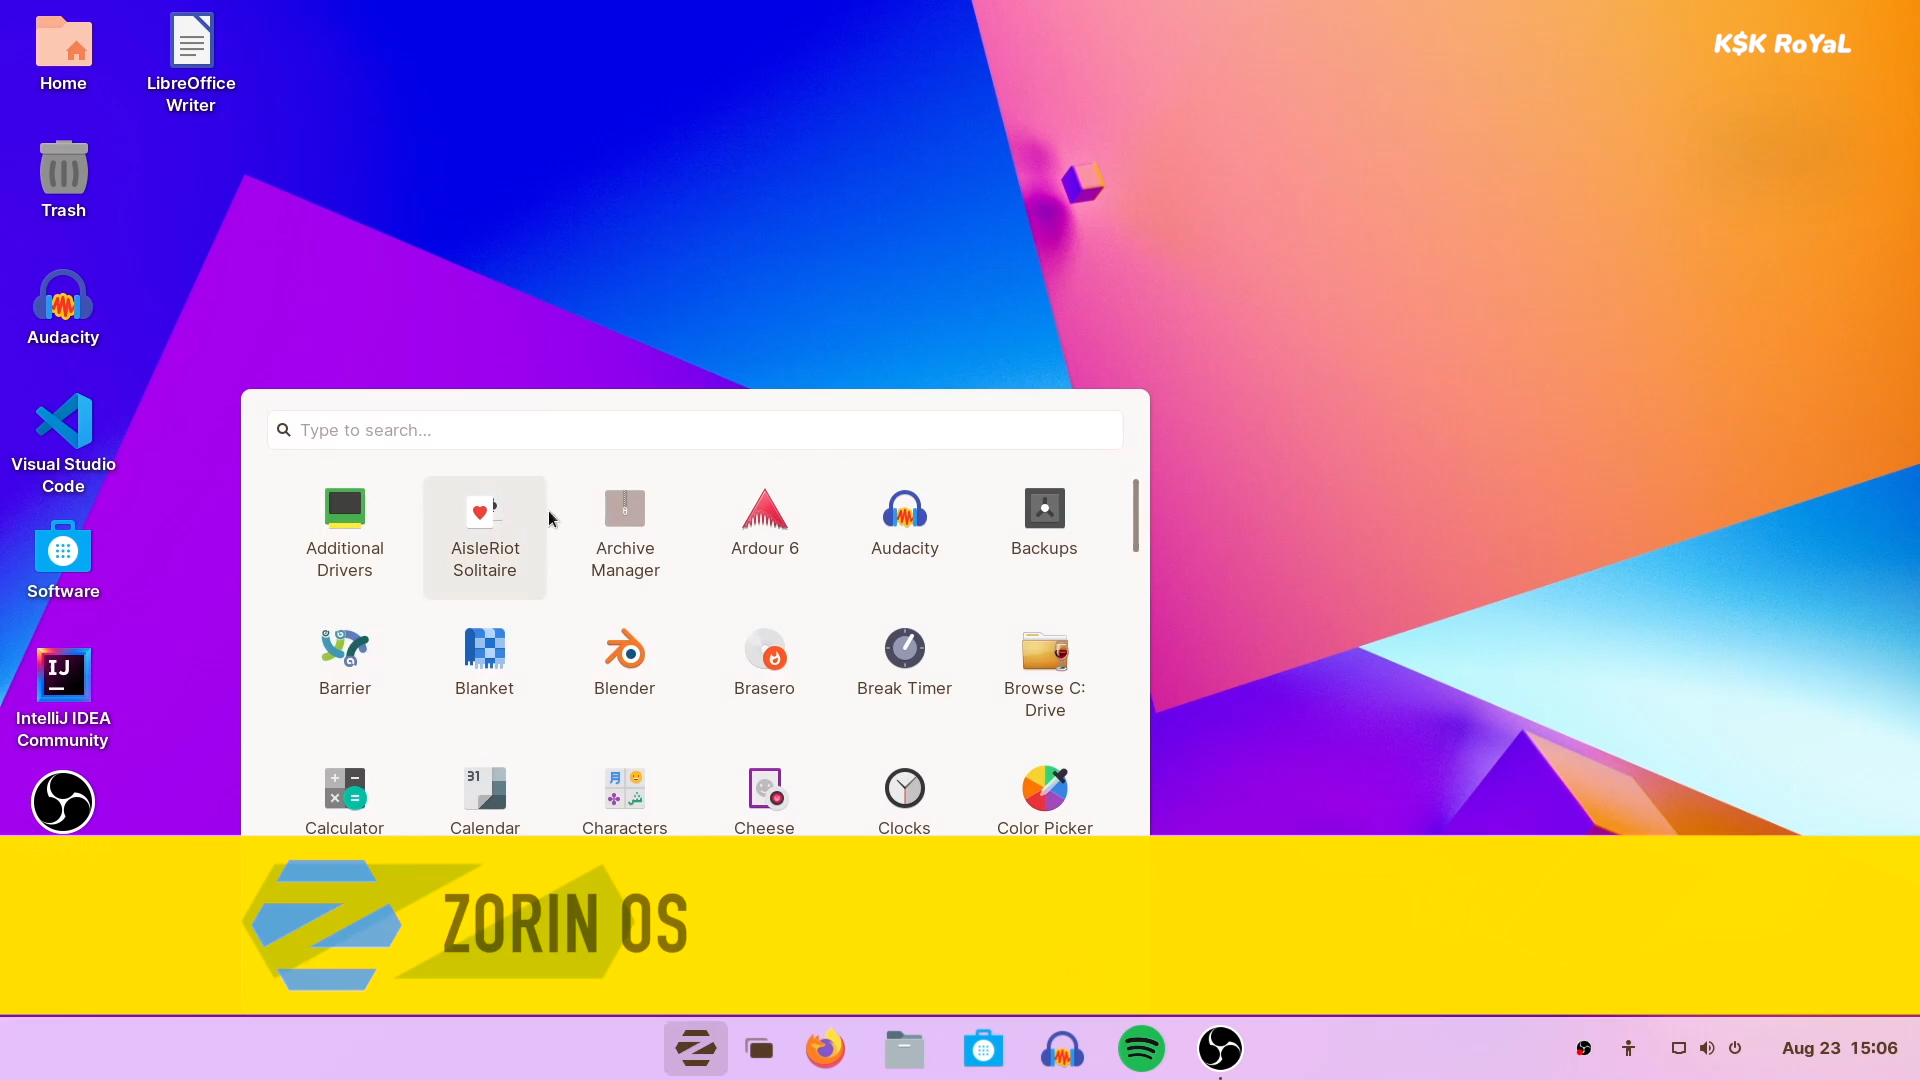 K$K RoYaL
Home
LibreOffice
Writer
Trash
Audacity
Visual Studio
Code
Software
IJ
IntelliJ IDEA
Community
Type to search...
Additional
Drivers
AisleRiot
Solitaire
Archive
Manager
Ardour 6
Audacity
Backups
Barrier
Blanket
Blender
Brasero
Break Timer
Browse C:
Drive
31
Calculator
Calendar
Characters
Cheese
Clocks
Color Picker
ZORIN OS
Aug 23 15:06